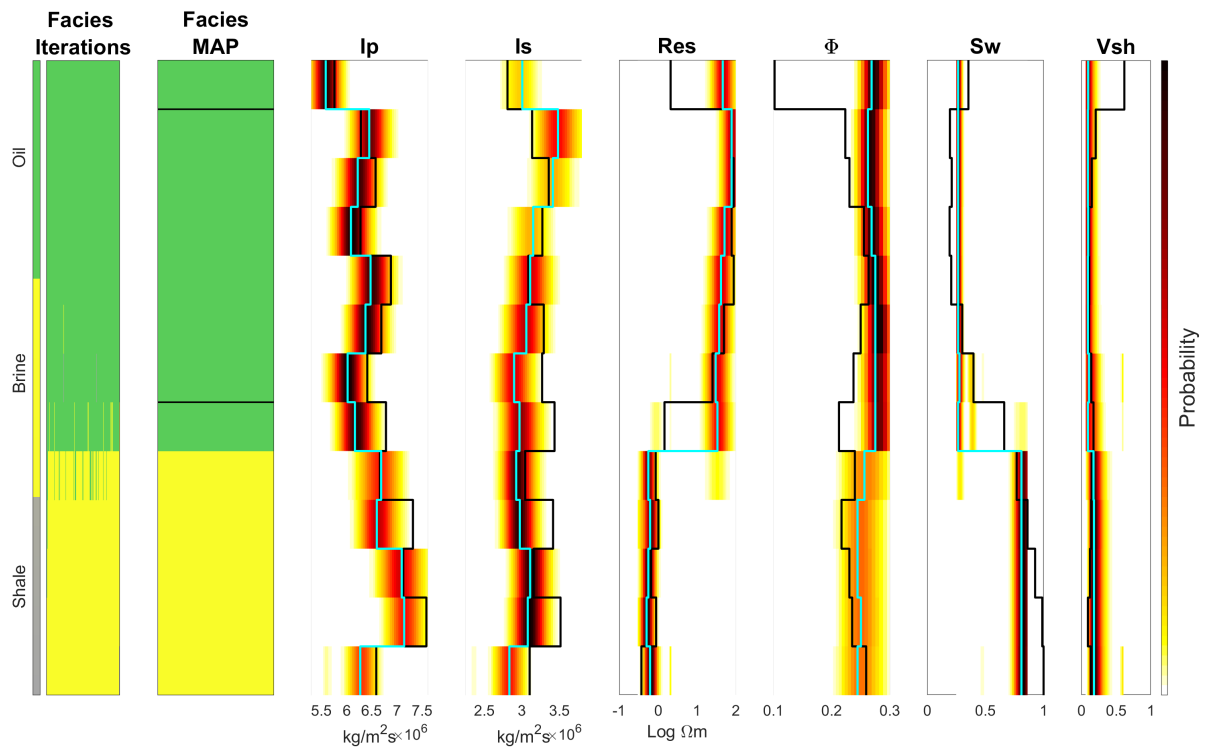 Facies
Iterations
Facies
MAP
Ip
Is
Res
Φ
Sw
Vsh
Oil
Brine
Shale
Probability
5.5 6 6.5 7 7.5
2.5 3 3.5
-1 0 1 2
0.1 0.2 0.3
0 0.5 1
0 0.5 1
kg/m²s×10⁶
kg/m²s×10⁶
Log Ωm